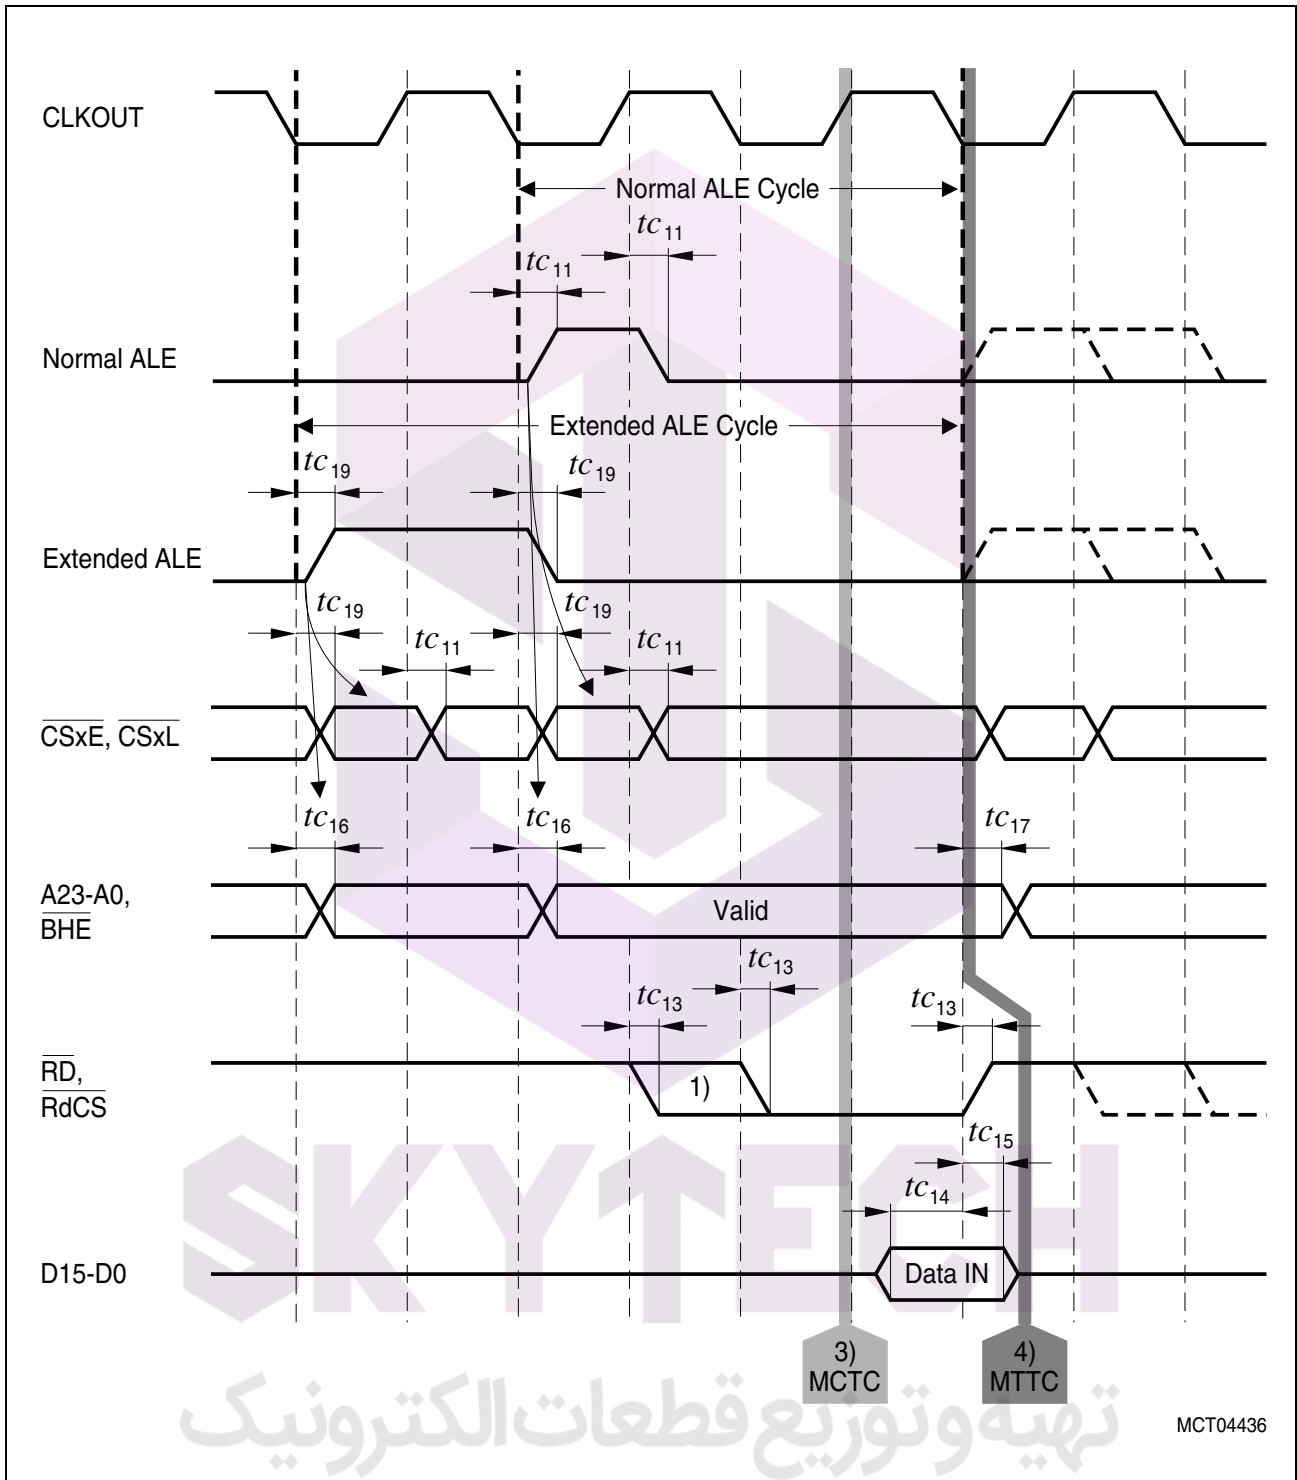 CLKOUT
Normal ALE Cycle
tc11
tc11
Normal ALE
Extended ALE Cycle
tc19
tc19
Extended ALE
tc19
tc19
tc11
tc11
CSxE, CSxL
tc16
tc16
tc17
A23-A0,
BHE
Valid
tc13
tc13
tc13
RD,
RdCS
1)
tc15
tc14
SKYTECH
D15-D0
Data IN
3)
MCTC
4)
MTTC
تهیه و توزیع قطعات الکترونیک
MCT04436